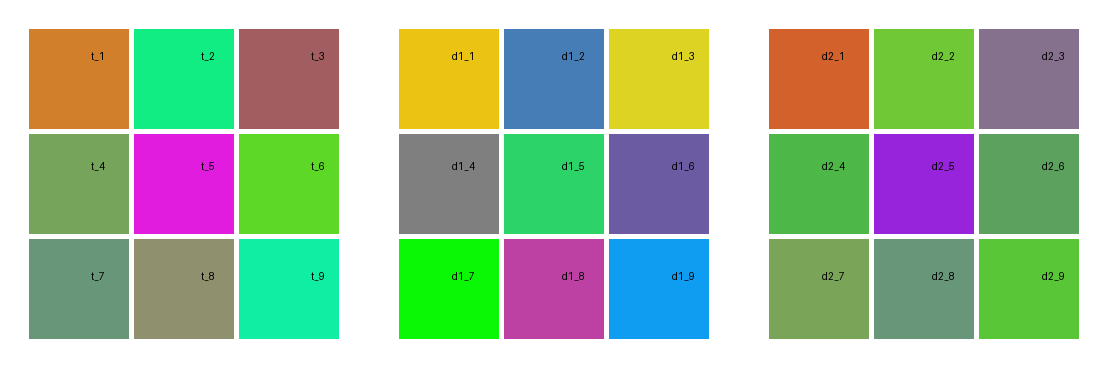 t_1 t_2 t_3 d1_1 d1_2 d1_3 d2_1 d2_2 d2_3
t_4 t_5 t_6 d1_4 d1_5 d1_6 d2_4 d2_5 d2_6
t_7 t_8 t_9 d1_7 d1_8 d1_9 d2_7 d2_8 d2_9